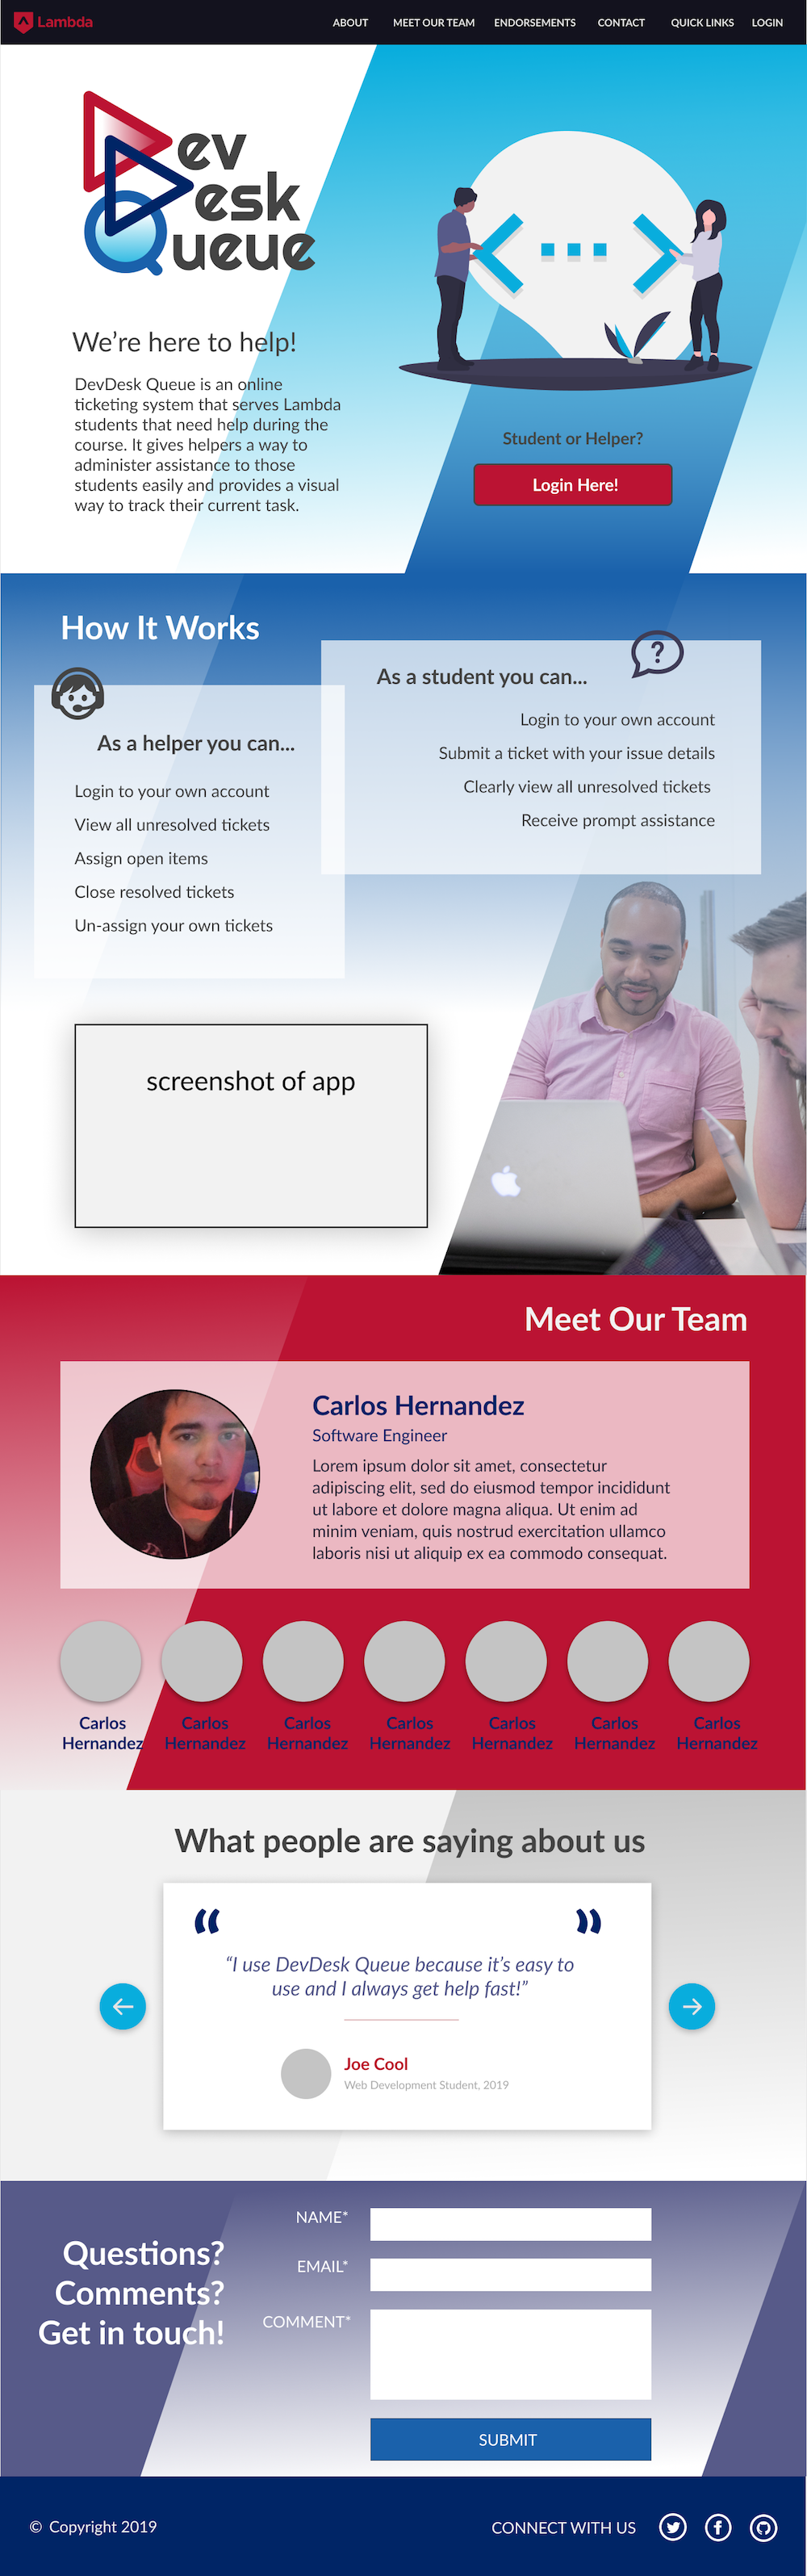 Lambda
ABOUT MEET OUR TEAM ENDORSEMENTS CONTACT QUICK LINKS LOGIN
Dev
Desk
Queue
We're here to help!
DevDesk Queue is an online
ticketing system that serves Lambda
students that need help during the
course. It gives helpers a way to
administer assistance to those
students easily and provides a visual
way to track their current task.
< ... >
Student or Helper?
Login Here!
How It Works
As a helper you can...
Login to your own account
View all unresolved tickets
Assign open items
Close resolved tickets
Un-assign your own tickets
?
As a student you can...
Login to your own account
Submit a ticket with your issue details
Clearly view all unresolved tickets
Receive prompt assistance
screenshot of app
Meet Our Team
Carlos Hernandez
Software Engineer
Lorem ipsum dolor sit amet, consectetur
adipiscing elit, sed do eiusmod tempor incididunt
ut labore et dolore magna aliqua. Ut enim ad
minim veniam, quis nostrud exercitation ullamco
laboris nisi ut aliquip ex ea commodo consequat.
Carlos
Hernandez
Carlos
Hernandez
Carlos
Hernandez
Carlos
Hernandez
Carlos
Hernandez
Carlos
Hernandez
Carlos
Hernandez
What people are saying about us
“ ”
“I use DevDesk Queue because it’s easy to
use and I always get help fast!”
Joe Cool
Web Development Student, 2019
Questions?
Comments?
Get in touch!
NAME*
EMAIL*
COMMENT*
SUBMIT
© Copyright 2019
CONNECT WITH US